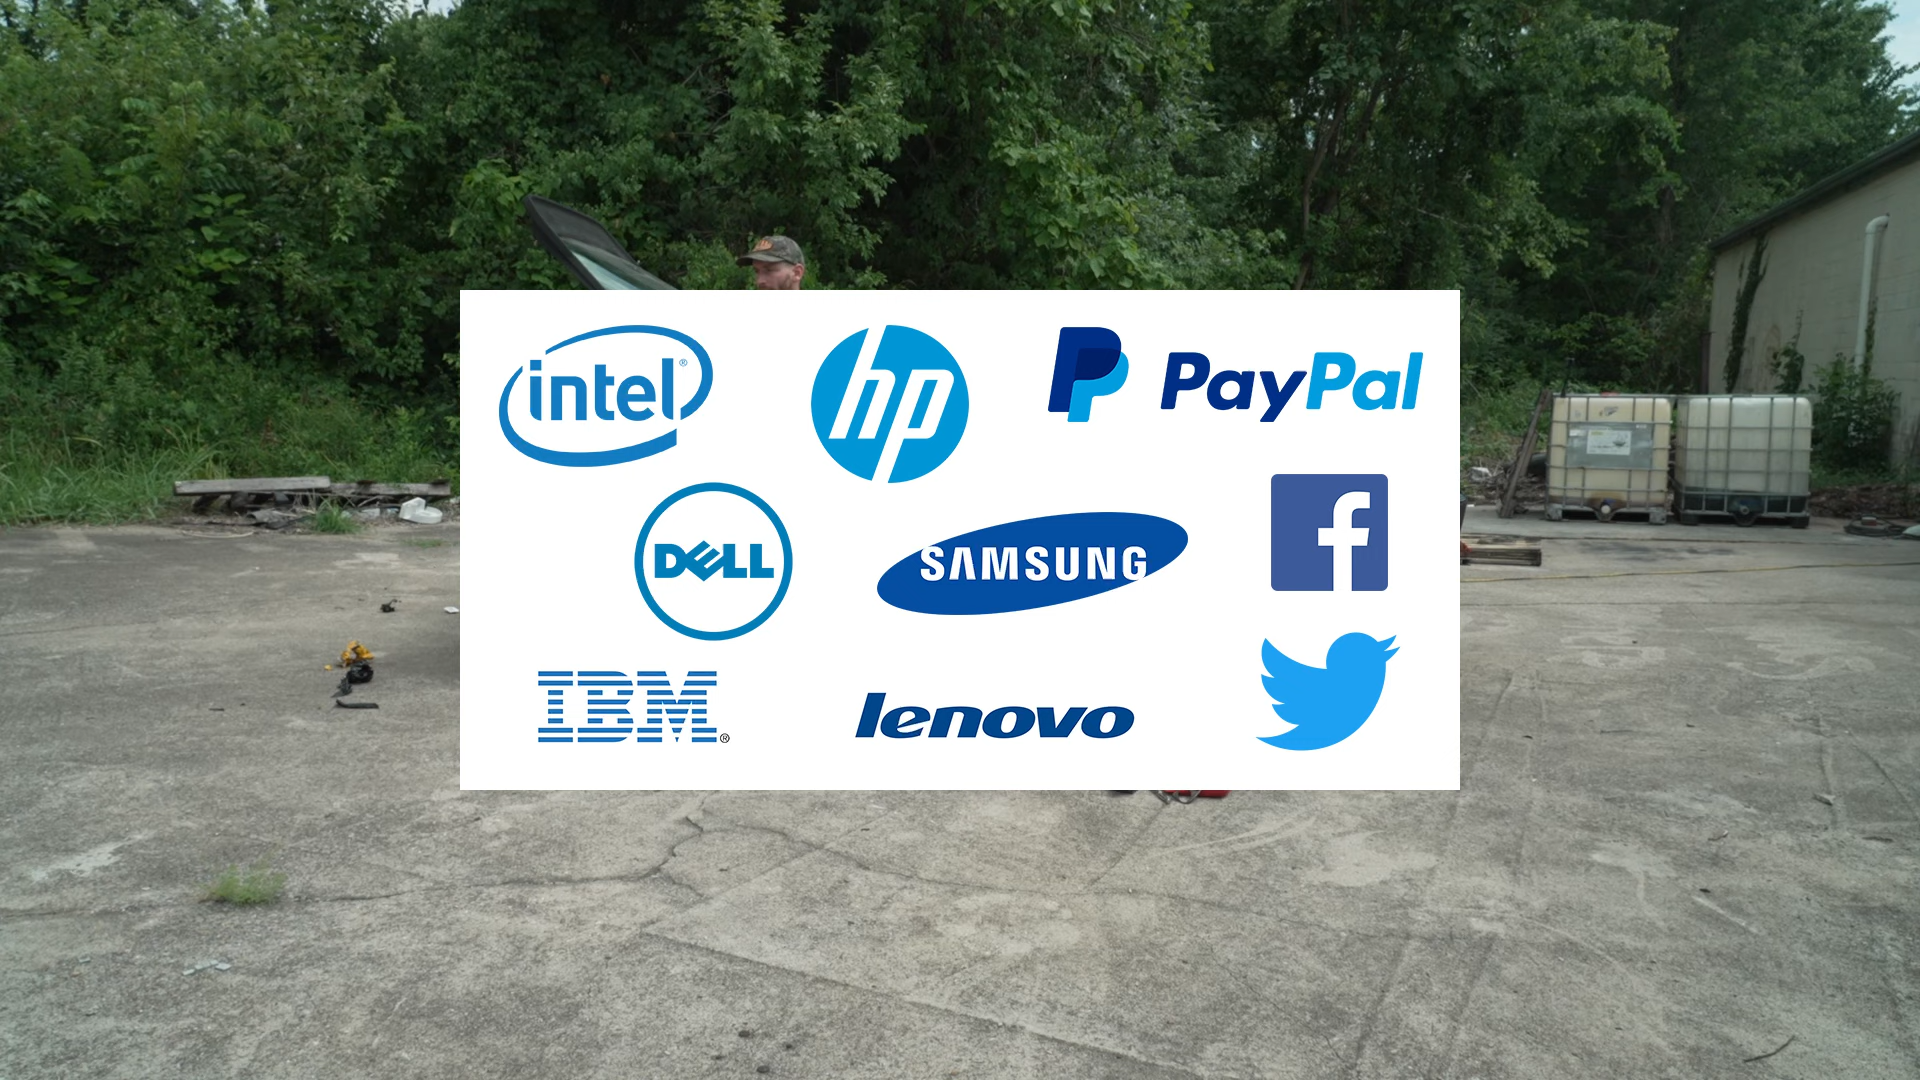 intel®
hp
PayPal
DELL
SAMSUNG
f
IBM®
lenovo